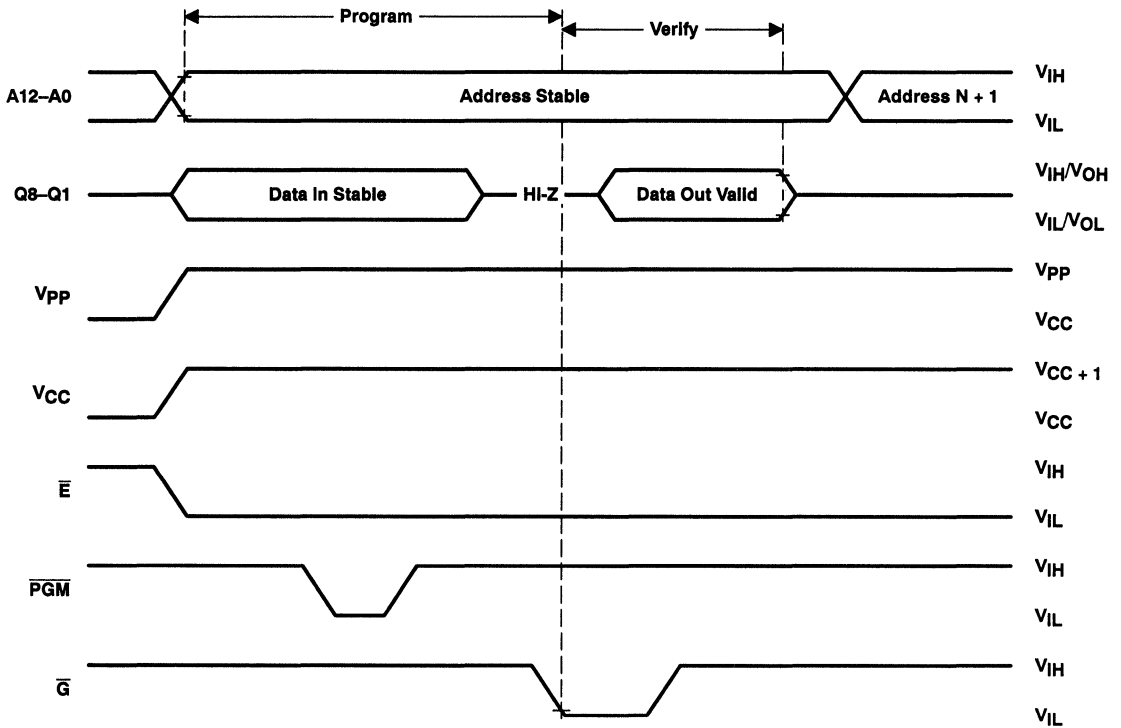 Program
Verify
A12–A0
Address Stable
Address N + 1
VIH
VIL
Q8–Q1
Data In Stable
HI-Z
Data Out Valid
VIH/VOH
VIL/VOL
VPP
VPP
VCC
VCC
VCC + 1
VCC
E̅
VIH
VIL
P̅G̅M̅
VIH
VIL
G̅
VIH
VIL